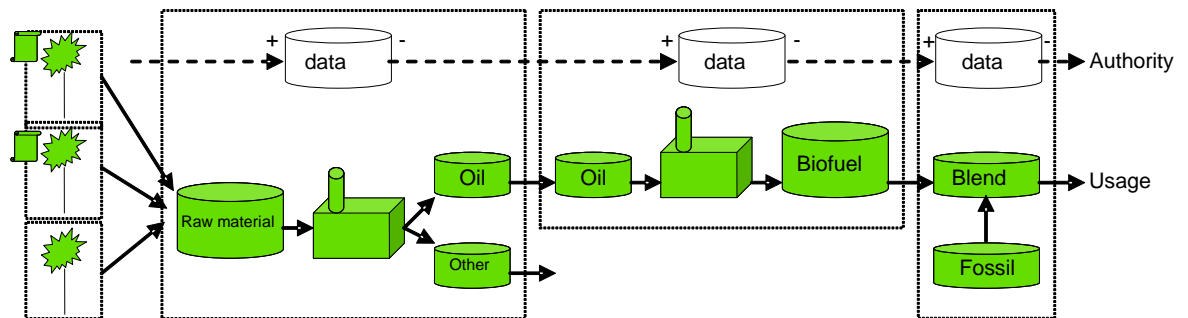 + - + - + -
data data data Authority
Oil Oil Biofuel Blend Usage
Raw material
Other Fossil